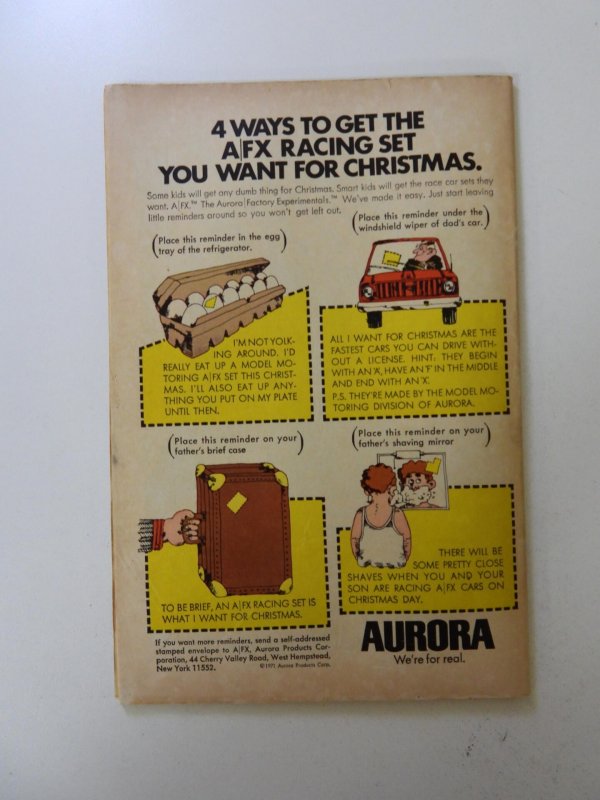 4 WAYS TO GET THE
A|FX RACING SET
YOU WANT FOR CHRISTMAS.
Some kids will get any dumb thing for Christmas. Smart kids will get the race car sets they
want. A|FX.™ The Aurora|Factory Experimentals.™ We've made it easy. Just start leaving
little reminders around so you won't get left out.
(Place this reminder in the egg
tray of the refrigerator.)
I'M NOT YOLK-
ING AROUND. I'D
REALLY EAT UP A MODEL MO-
TORING A|FX SET THIS CHRIST-
MAS. I'LL ALSO EAT UP ANY-
THING YOU PUT ON MY PLATE
UNTIL THEN.
(Place this reminder under the
windshield wiper of dad's car.)
ALL I WANT FOR CHRISTMAS ARE THE
FASTEST CARS YOU CAN DRIVE WITH-
OUT A LICENSE. HINT: THEY BEGIN
WITH AN 'A', HAVE AN 'F' IN THE MIDDLE
AND END WITH AN 'X'.
P.S. THEY'RE MADE BY THE MODEL MO-
TORING DIVISION OF AURORA.
(Place this reminder on your
father's brief case)
TO BE BRIEF, AN A|FX RACING SET IS
WHAT I WANT FOR CHRISTMAS.
(Place this reminder on your
father's shaving mirror)
THERE WILL BE
SOME PRETTY CLOSE
SHAVES WHEN YOU AND YOUR
SON ARE RACING A|FX CARS ON
CHRISTMAS DAY.
If you want more reminders, send a self-addressed
stamped envelope to A|FX, Aurora Products Cor-
poration, 44 Cherry Valley Road, West Hempstead,
New York 11552.
©1971 Aurora Products Corp.
AURORA
We're for real.